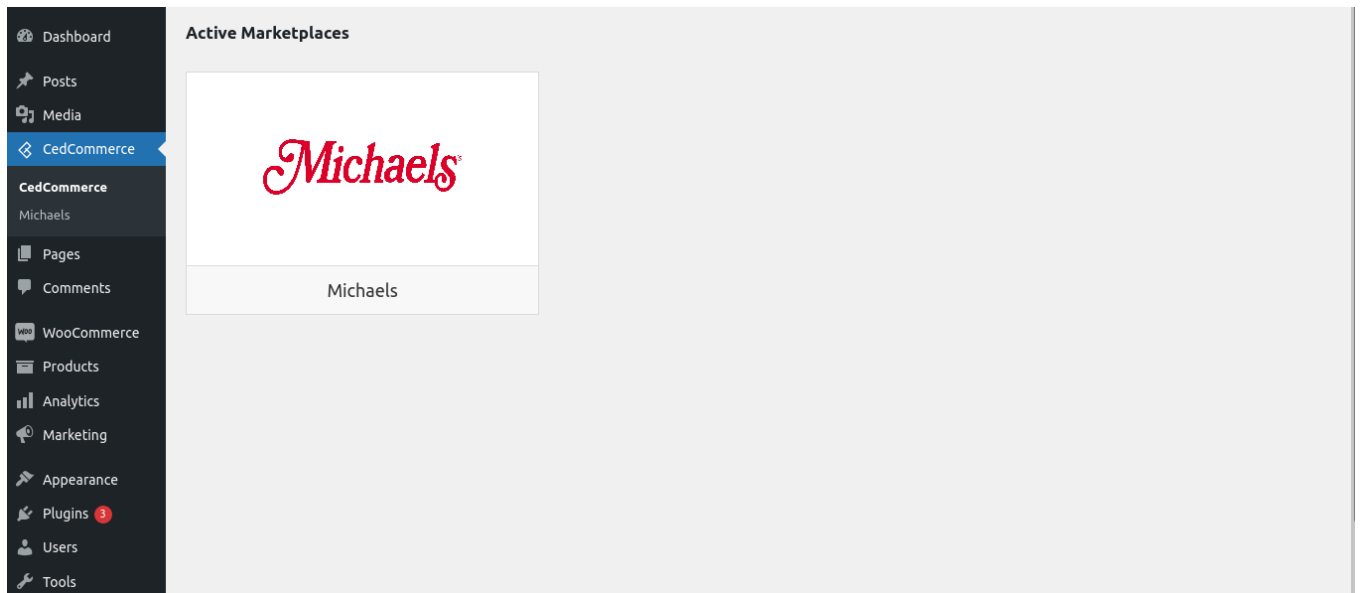 Dashboard
Posts
Media
CedCommerce
CedCommerce
Michaels
Pages
Comments
Woo WooCommerce
Products
Analytics
Marketing
Appearance
Plugins 3
Users
Tools
Active Marketplaces
Michaels
Michaels